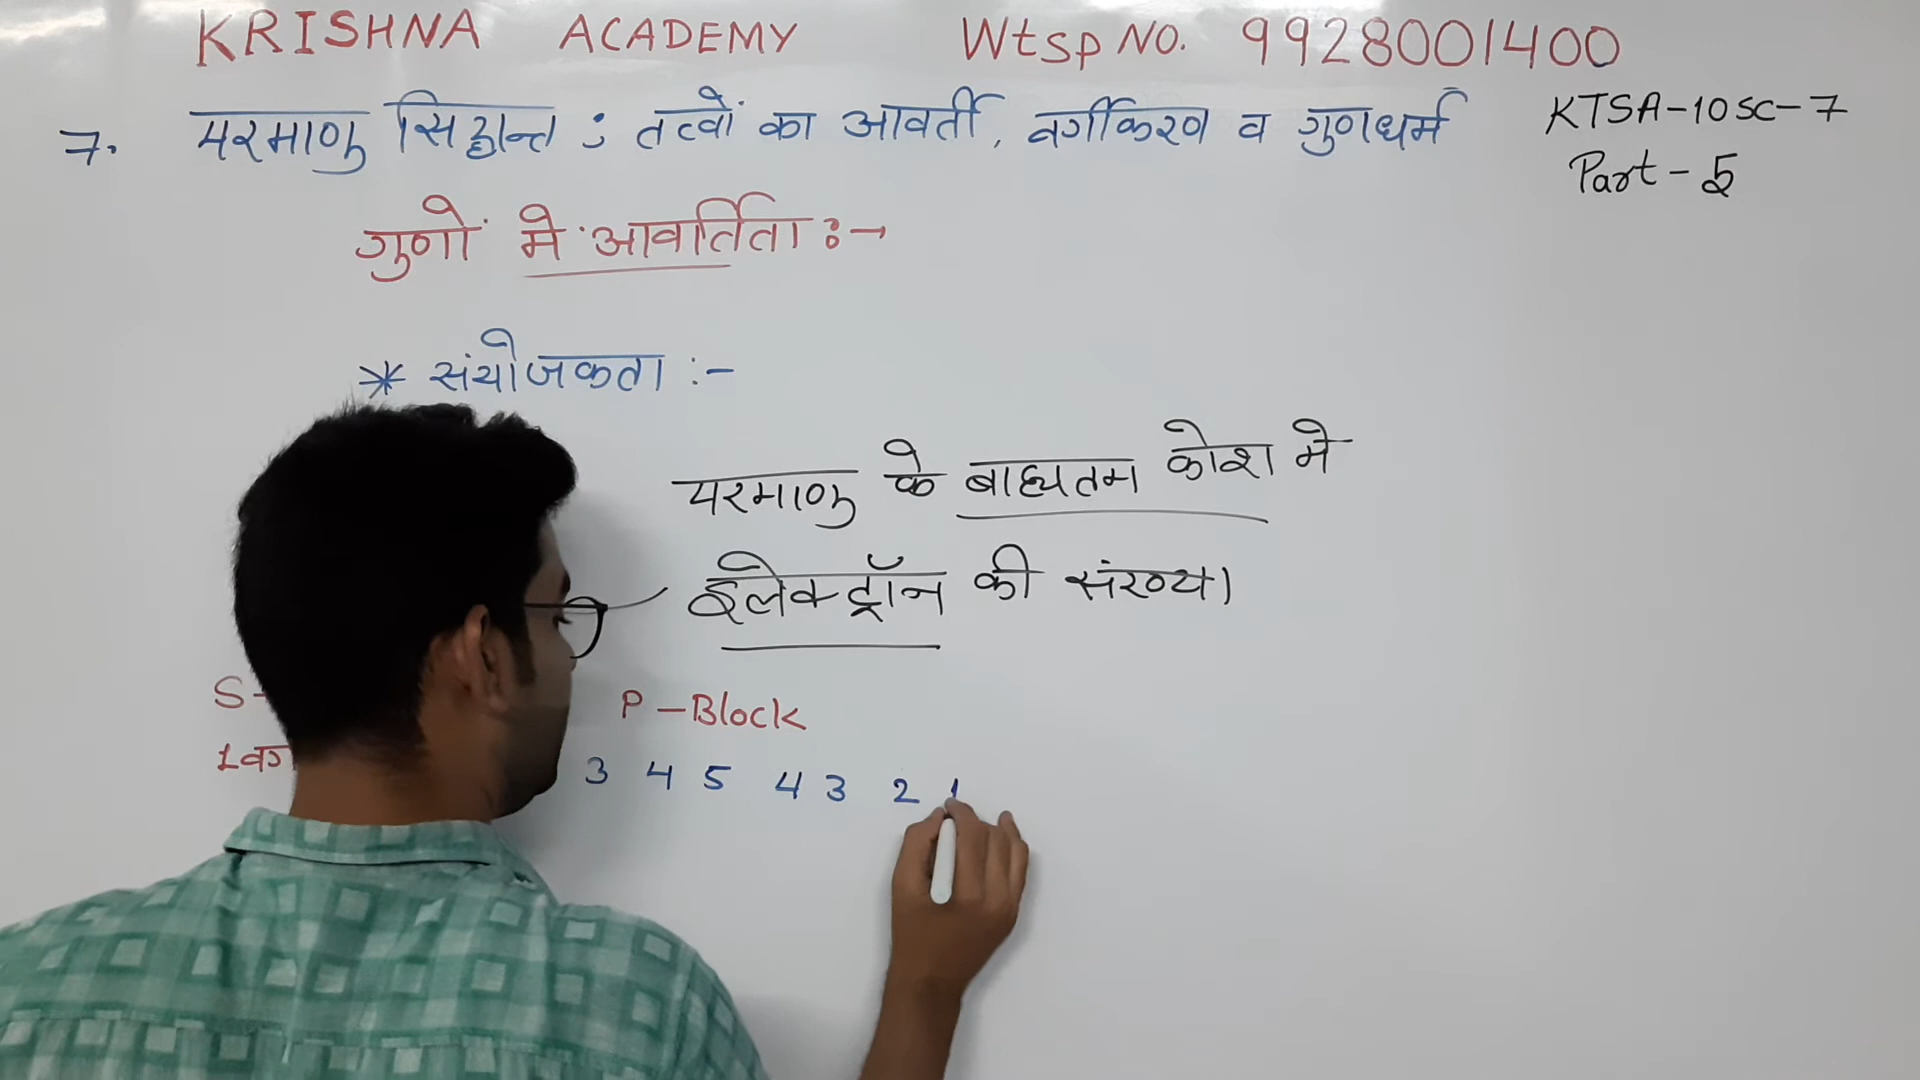 KRISHNA ACADEMY Wtsp NO. 9928001400
7. परमाणु सिद्धान्त : तत्वों का आवर्ती, वर्गीकरण व गुणधर्म
KTSA-10SC-7
Part-5
गुणों मे आवर्तिता :→
* संयोजकता :-
परमाणु के बाह्यतम कोश मे
इलेक्ट्रॉन की संख्या
S-
P-Block
1 3 4 5 4 3 2 1